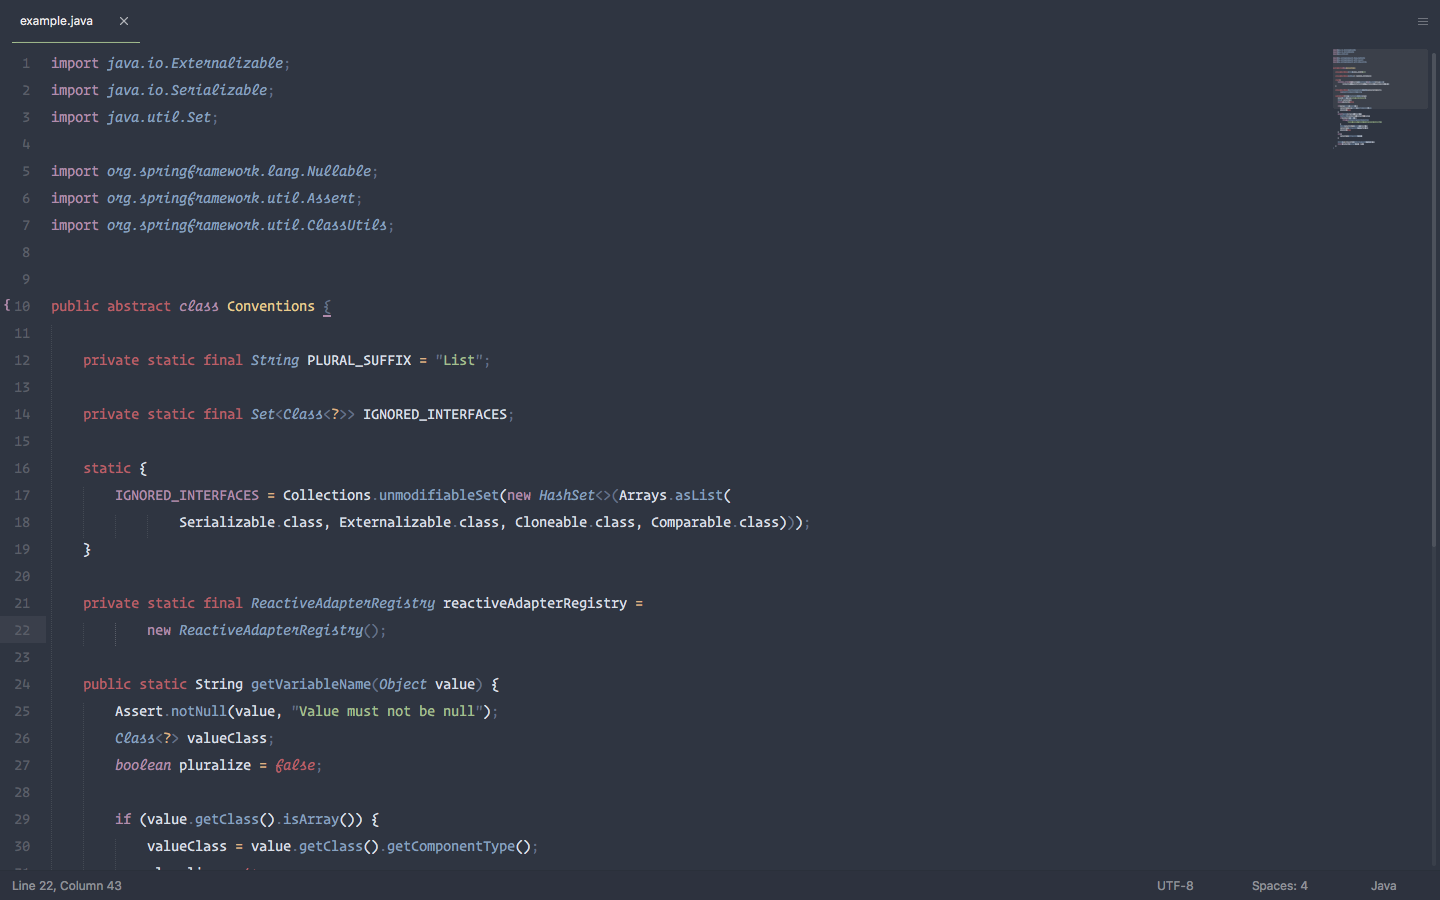 example.java
1 import java.io.Externalizable;
2 import java.io.Serializable;
3 import java.util.Set;
4
5 import org.springframework.lang.Nullable;
6 import org.springframework.util.Assert;
7 import org.springframework.util.ClassUtils;
8
9
{ 10 public abstract class Conventions {
11
12 private static final String PLURAL_SUFFIX = "List";
13
14 private static final Set<Class<?>> IGNORED_INTERFACES;
15
16 static {
17 IGNORED_INTERFACES = Collections.unmodifiableSet(new HashSet<>(Arrays.asList(
18 Serializable.class, Externalizable.class, Cloneable.class, Comparable.class)));
19 }
20
21 private static final ReactiveAdapterRegistry reactiveAdapterRegistry =
22 new ReactiveAdapterRegistry();
23
24 public static String getVariableName(Object value) {
25 Assert.notNull(value, "Value must not be null");
26 Class<?> valueClass;
27 boolean pluralize = false;
28
29 if (value.getClass().isArray()) {
30 valueClass = value.getClass().getComponentType();
Line 22, Column 43
UTF-8
Spaces: 4
Java